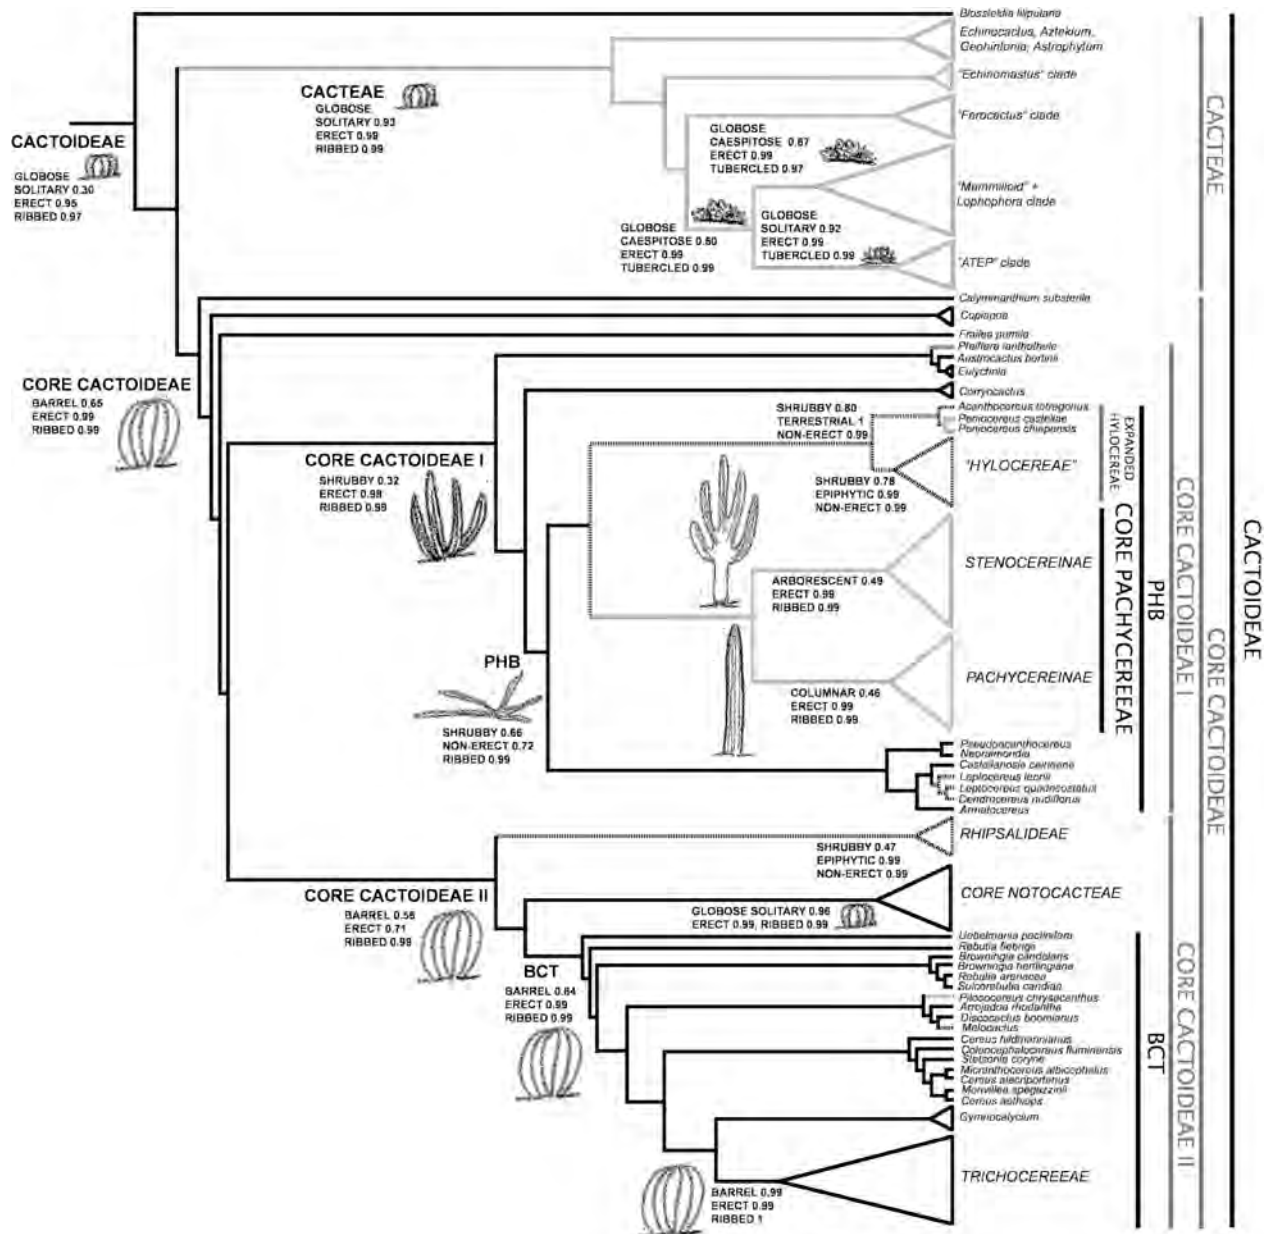 Blossfeldia liliputana
Echinocactus, Aztekium,
Geohintonia, Astrophytum
"Echinomastus" clade
CACTEAE
GLOBOSE
SOLITARY 0.93
ERECT 0.99
RIBBED 0.99
"Ferocactus" clade
GLOBOSE
CAESPITOSE 0.67
ERECT 0.99
TUBERCLED 0.97
CACTOIDEAE
GLOBOSE
SOLITARY 0.30
ERECT 0.95
RIBBED 0.97
"Mammilloid" +
Lophophora clade
GLOBOSE
CAESPITOSE 0.60
ERECT 0.99
TUBERCLED 0.99
GLOBOSE
SOLITARY 0.92
ERECT 0.99
TUBERCLED 0.99
"ATEP" clade
CACTEAE
Calymmanthium substerile
Copiapoa
Frailea pumila
Pfeiffera ianthothele
Austrocactus bertinii
Eulychnia
Corryocactus
CORE CACTOIDEAE
BARREL 0.65
ERECT 0.99
RIBBED 0.99
SHRUBBY 0.80
TERRESTRIAL 1
NON-ERECT 0.99
Acanthocereus tetragonus
Peniocereus castellae
Peniocereus chiapensis
EXPANDED
HYLOCEREAE
CORE CACTOIDEAE I
SHRUBBY 0.32
ERECT 0.98
RIBBED 0.99
"HYLOCEREAE"
SHRUBBY 0.78
EPIPHYTIC 0.99
NON-ERECT 0.99
STENOCEREINAE
ARBORESCENT 0.49
ERECT 0.99
RIBBED 0.99
PHB
SHRUBBY 0.66
NON-ERECT 0.72
RIBBED 0.99
PACHYCEREINAE
COLUMNAR 0.46
ERECT 0.99
RIBBED 0.99
CORE PACHYCEREEAE
PHB
CORE CACTOIDEAE I
CORE CACTOIDEAE
CACTOIDEAE
Pseudoacanthocereus
Neoraimondia
Castellanosia caineana
Leptocereus leonii
Leptocereus quadricostatus
Dendrocereus nudiflorus
Armatocereus
RHIPSALIDEAE
SHRUBBY 0.47
EPIPHYTIC 0.99
NON-ERECT 0.99
CORE CACTOIDEAE II
BARREL 0.56
ERECT 0.71
RIBBED 0.99
CORE NOTOCACTEAE
GLOBOSE SOLITARY 0.96
ERECT 0.99, RIBBED 0.99
BCT
BARREL 0.64
ERECT 0.99
RIBBED 0.99
Uebelmannia pectinifera
Rebutia fiebrigii
Browningia candelaris
Browningia hertlingiana
Rebutia arenacea
Sulcorebutia candiae
Pilosocereus chrysacanthus
Arrojadoa rhodantha
Discocactus boomianus
Melocactus
Cereus hildmannianus
Coleocephalocereus fluminensis
Stetsonia coryne
Micranthocereus albicephalus
Cereus alacriportanus
Monvillea spegazzinii
Cereus aethiops
Gymnocalycium
TRICHOCEREEAE
BARREL 0.99
ERECT 0.99
RIBBED 1
BCT
CORE CACTOIDEAE II